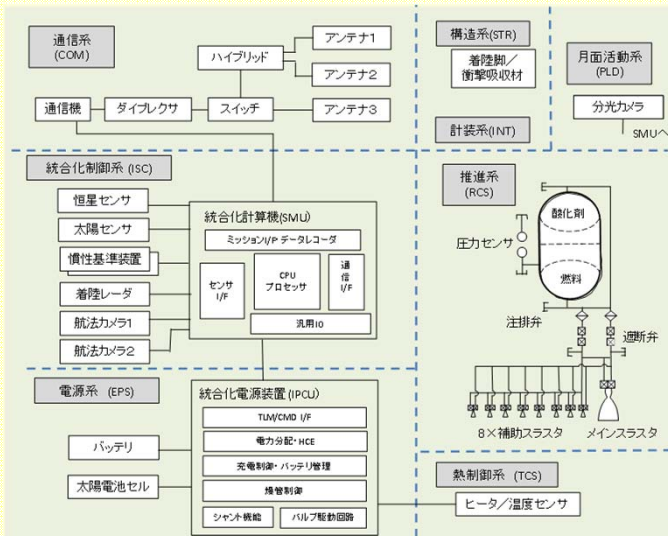 通信系
(COM)
アンテナ1
ハイブリッド
アンテナ2
通信機
ダイプレクサ
スイッチ
アンテナ3
構造系(STR)
着陸脚/
衝撃吸収材
計装系(INT)
月面活動系
(PLD)
分光カメラ
SMUへ
統合化制御系(ISC)
恒星センサ
太陽センサ
慣性基準装置
着陸レーダ
航法カメラ1
航法カメラ2
統合化計算機(SMU)
ミッションI/P データレコーダ
センサ
I/F
CPU
プロセッサ
通信
I/F
汎用IO
推進系
(RCS)
酸化剤
圧力センサ
燃料
注排弁
遮断弁
8×補助スラスタ
メインスラスタ
電源系 (EPS)
バッテリ
太陽電池セル
統合化電源装置(IPCU)
TLM/CMD I/F
電力分配・HCE
充電制御・バッテリ管理
爆管制御
シャント機能
バルブ駆動回路
熱制御系(TCS)
ヒータ/温度センサ